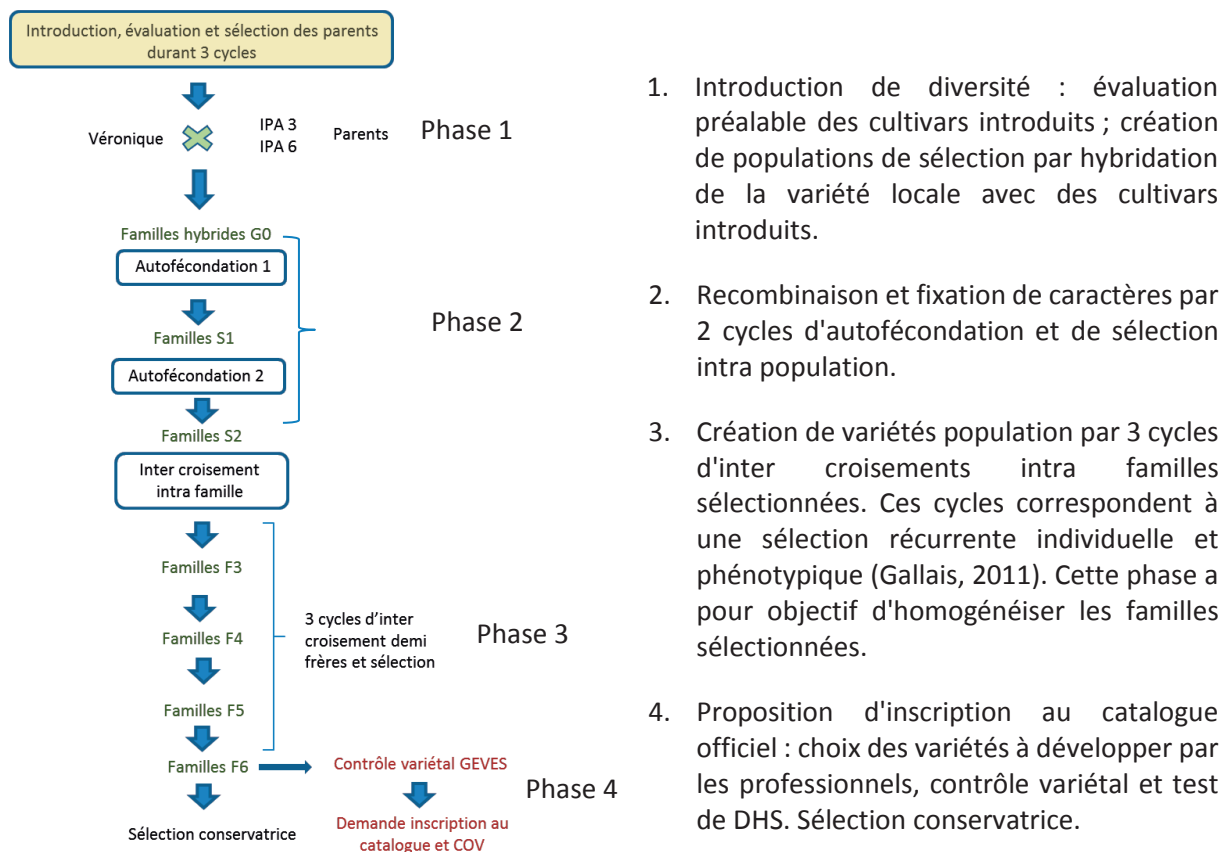 Introduction, évaluation et sélection des parents
durant 3 cycles
Véronique
IPA 3
IPA 6
Parents
Phase 1
Familles hybrides G0
Autofécondation 1
Familles S1
Phase 2
Autofécondation 2
Familles S2
Inter croisement
intra famille
Familles F3
Familles F4
3 cycles d’inter
croisement demi
frères et sélection
Phase 3
Familles F5
Familles F6
Contrôle variétal GEVES
Phase 4
Sélection conservatrice
Demande inscription au
catalogue et COV
1. Introduction de diversité : évaluation
préalable des cultivars introduits ; création
de populations de sélection par hybridation
de la variété locale avec des cultivars
introduits.
2. Recombinaison et fixation de caractères par
2 cycles d'autofécondation et de sélection
intra population.
3. Création de variétés population par 3 cycles
d'inter croisements intra familles
sélectionnées. Ces cycles correspondent à
une sélection récurrente individuelle et
phénotypique (Gallais, 2011). Cette phase a
pour objectif d'homogénéiser les familles
sélectionnées.
4. Proposition d'inscription au catalogue
officiel : choix des variétés à développer par
les professionnels, contrôle variétal et test
de DHS. Sélection conservatrice.